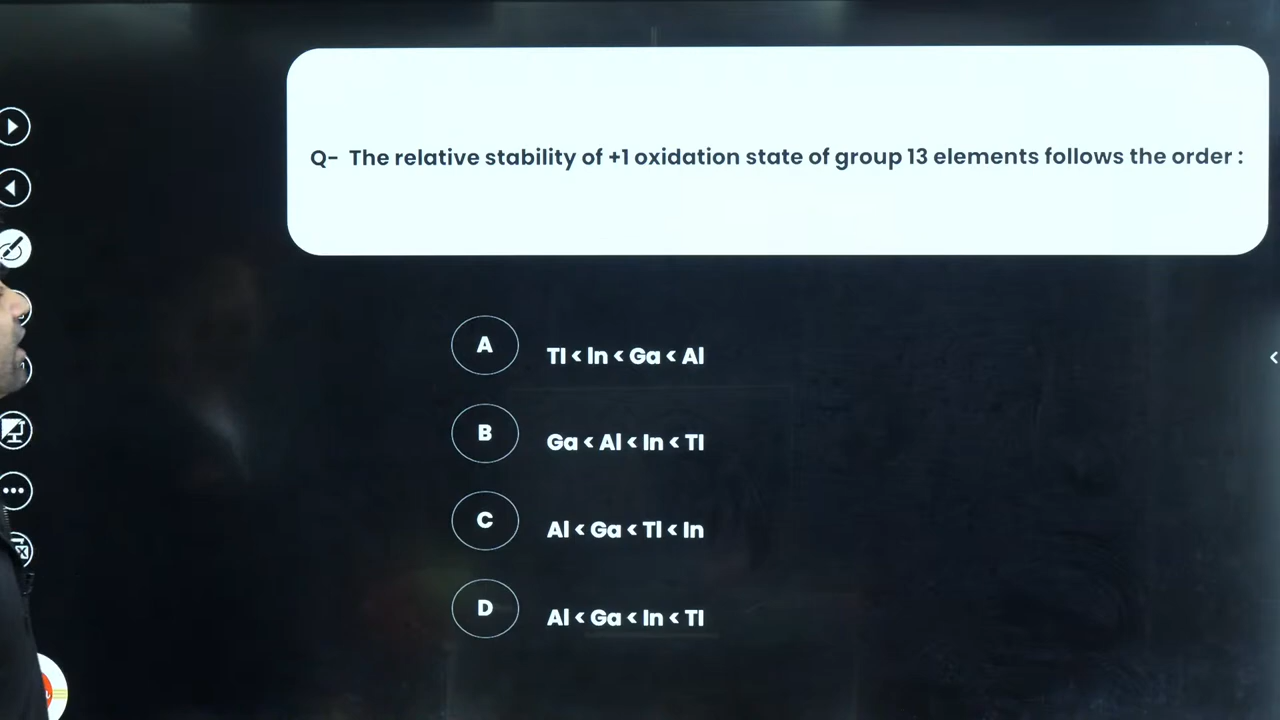 Q- The relative stability of +1 oxidation state of group 13 elements follows the order :
A
Tl < In < Ga < Al
B
Ga < Al < In < Tl
C
Al < Ga < Tl < In
D
Al < Ga < In < Tl